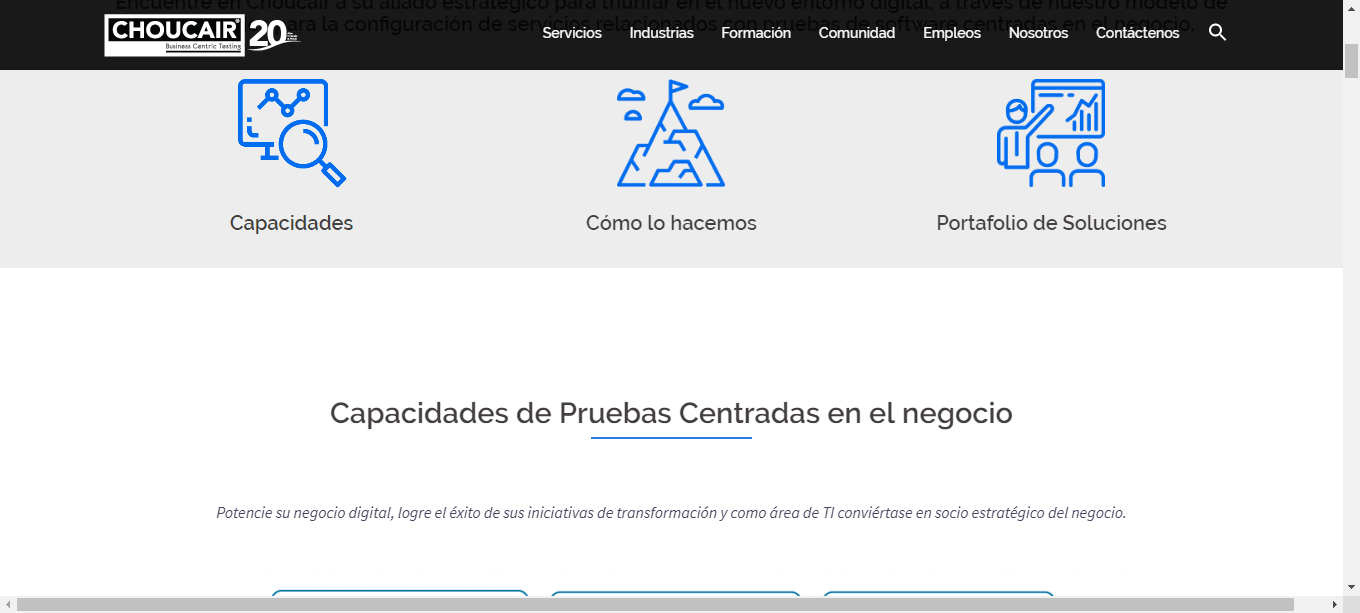 Encuentre en Choucair a su aliado estratégico para triunfar en el nuevo entorno digital, a través de nuestro modelo de
ara la configuración de servicios relacionados con pruebas de software centradas en el negocio.
CHOUCAIR
Business Centric Testing
20
Servicios Industrias Formación Comunidad Empleos Nosotros Contáctenos
Capacidades Cómo lo hacemos Portafolio de Soluciones
Capacidades de Pruebas Centradas en el negocio
Potencie su negocio digital, logre el éxito de sus iniciativas de transformación y como área de TI conviértase en socio estratégico del negocio.